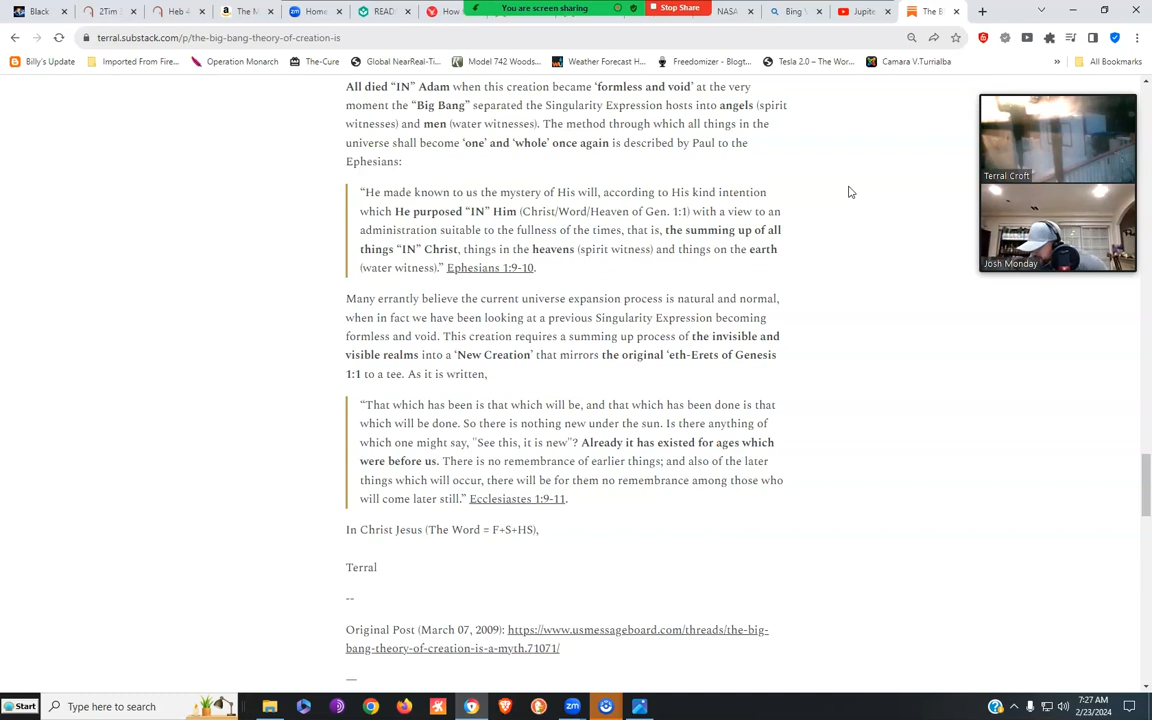 Black
2Tim
Heb 4
The M
Home
READ
How
You are screen sharing
Stop Share
NASA
Bing V
Jupite
The B
terral.substack.com/p/the-big-bang-theory-of-creation-is
Billy's Update
Imported From Fire...
Operation Monarch
The-Cure
Global NearReal-Ti...
Model 742 Woods...
Weather Forecast H...
Freedomizer - Blogt...
Tesla 2.0 – The Wor...
Camara V.Turrialba
»
All Bookmarks
All died “IN” Adam when this creation became ‘formless and void’ at the very
moment the “Big Bang” separated the Singularity Expression hosts into angels (spirit
witnesses) and men (water witnesses). The method through which all things in the
universe shall become ‘one’ and ‘whole’ once again is described by Paul to the
Ephesians:
“He made known to us the mystery of His will, according to His kind intention
which He purposed “IN” Him (Christ/Word/Heaven of Gen. 1:1) with a view to an
administration suitable to the fullness of the times, that is, the summing up of all
things “IN” Christ, things in the heavens (spirit witness) and things on the earth
(water witness).” Ephesians 1:9-10.
Many errantly believe the current universe expansion process is natural and normal,
when in fact we have been looking at a previous Singularity Expression becoming
formless and void. This creation requires a summing up process of the invisible and
visible realms into a ‘New Creation’ that mirrors the original ‘eth-Erets of Genesis
1:1 to a tee. As it is written,
“That which has been is that which will be, and that which has been done is that
which will be done. So there is nothing new under the sun. Is there anything of
which one might say, "See this, it is new"? Already it has existed for ages which
were before us. There is no remembrance of earlier things; and also of the later
things which will occur, there will be for them no remembrance among those who
will come later still.” Ecclesiastes 1:9-11.
In Christ Jesus (The Word = F+S+HS),
Terral
--
Original Post (March 07, 2009): https://www.usmessageboard.com/threads/the-big-
bang-theory-of-creation-is-a-myth.71071/
—
Terral Croft
Josh Monday
Start
Type here to search
7:27 AM
2/23/2024